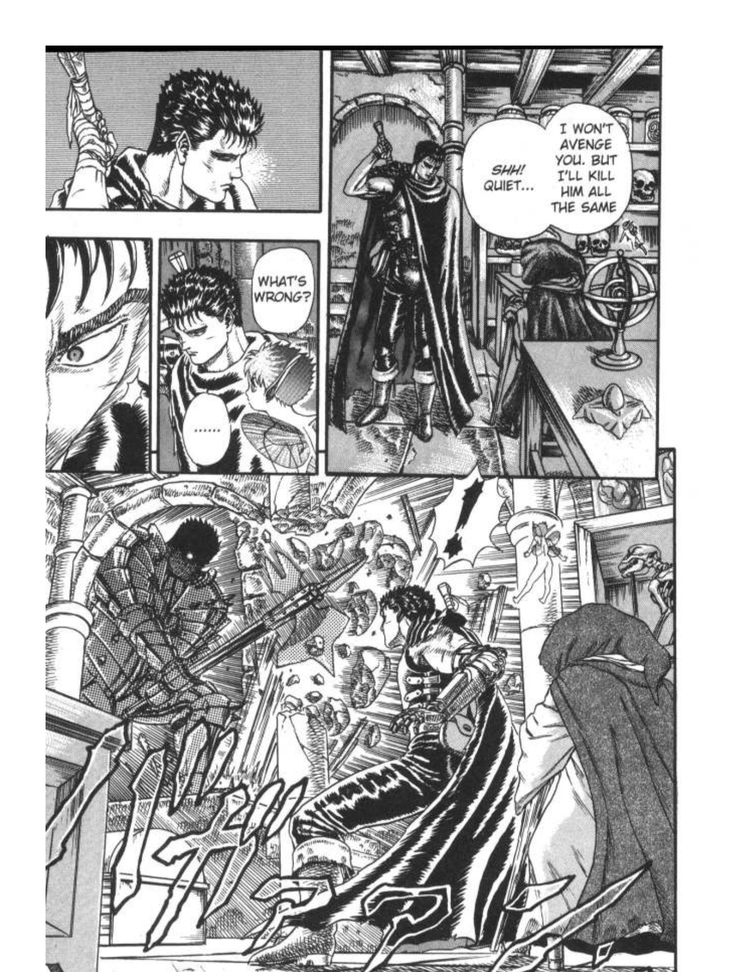 I WON'T
AVENGE
YOU. BUT
I'LL KILL
HIM ALL
THE SAME
SHH!
QUIET...
WHAT'S
WRONG?
......
!!